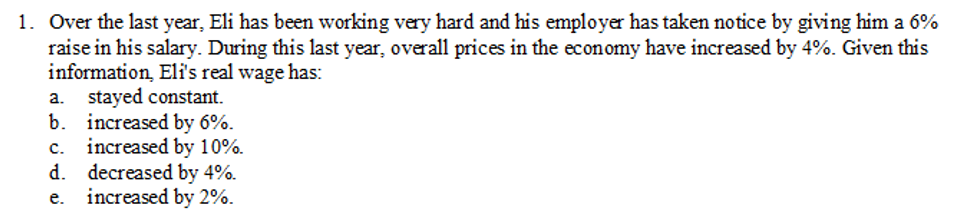 1. Over the last year, Eli has been working very hard and his employer has taken notice by giving him a 6%
raise in his salary. During this last year, overall prices in the economy have increased by 4%. Given this
information, Eli's real wage has:
a. stayed constant.
b. increased by 6%.
c. increased by 10%.
d. decreased by 4%.
e. increased by 2%.